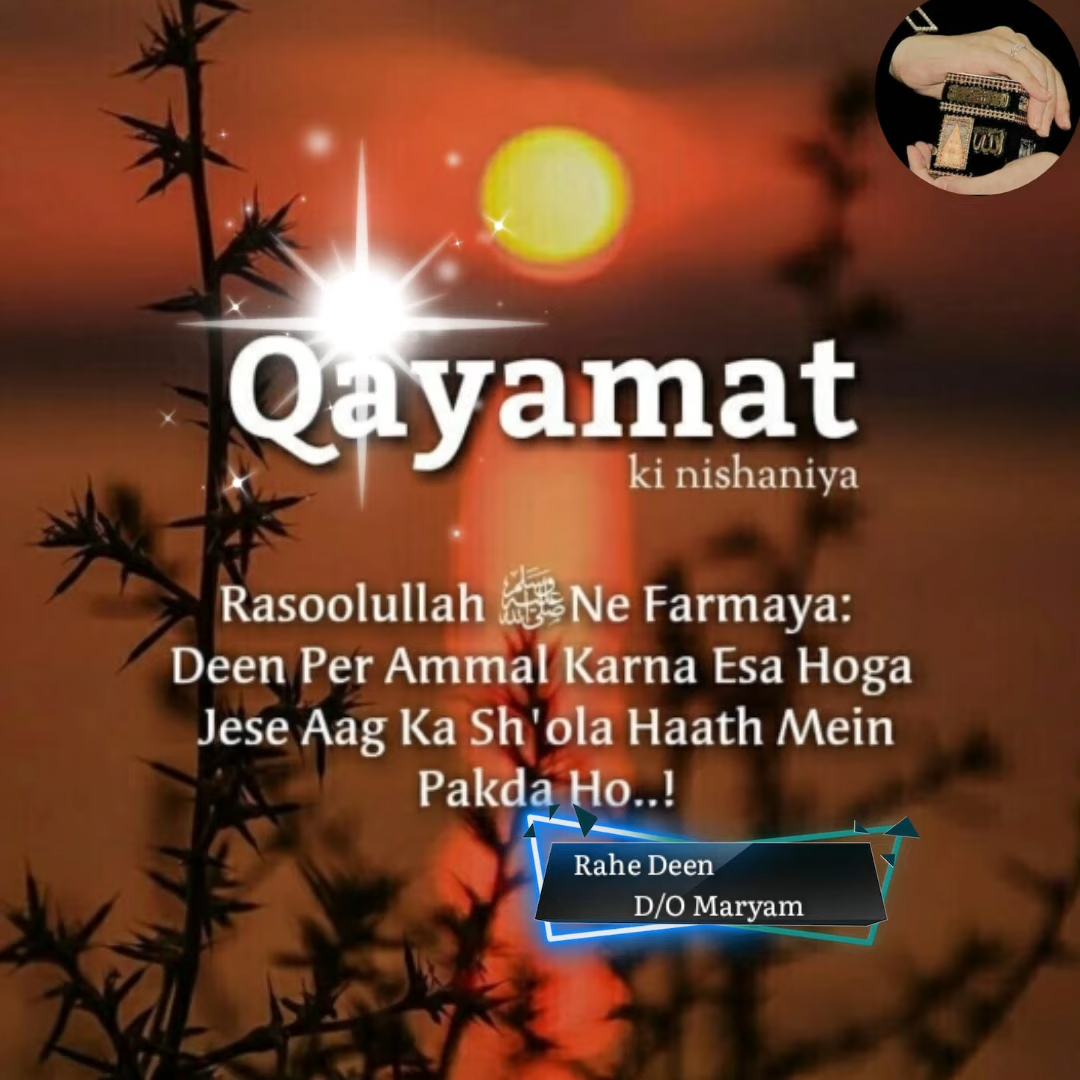 Qayamat
ki nishaniya
Rasoolullah ﷺ Ne Farmaya:
Deen Per Ammal Karna Esa Hoga
Jese Aag Ka Sh'ola Haath Mein
Pakda Ho..!
Rahe Deen
D/O Maryam